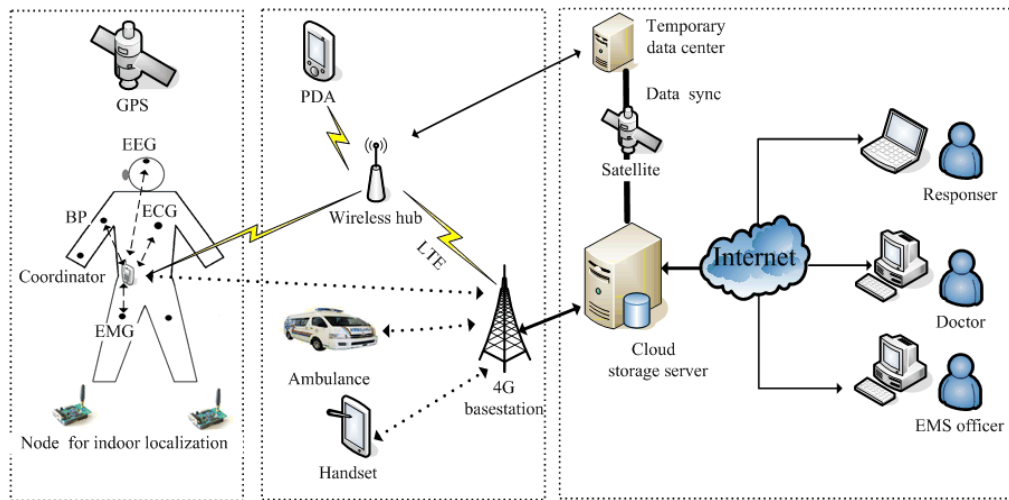 GPS
EEG
BP
ECG
Coordinator
EMG
Node for indoor localization
PDA
Wireless hub
LTE
Ambulance
4G
basestation
Handset
Temporary
data center
Data sync
Satellite
Cloud
storage server
Internet
Responser
Doctor
EMS officer